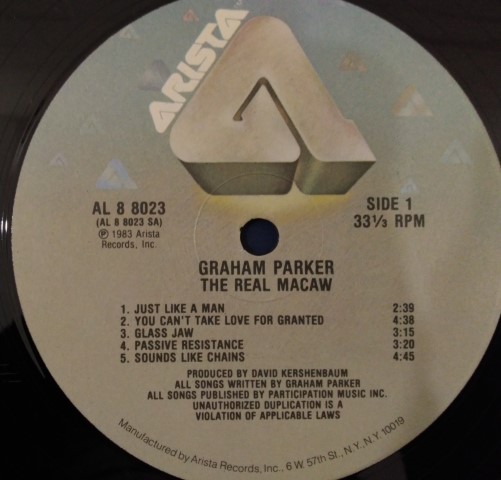 ARISTA
AL 8 8023
(AL 8 8023 SA)
℗ 1983 Arista
Records, Inc.
SIDE 1
33⅓ RPM
GRAHAM PARKER
THE REAL MACAW
1. JUST LIKE A MAN 2:39
2. YOU CAN'T TAKE LOVE FOR GRANTED 4:38
3. GLASS JAW 3:15
4. PASSIVE RESISTANCE 3:20
5. SOUNDS LIKE CHAINS 4:45
PRODUCED BY DAVID KERSHENBAUM
ALL SONGS WRITTEN BY GRAHAM PARKER
ALL SONGS PUBLISHED BY PARTICIPATION MUSIC INC.
UNAUTHORIZED DUPLICATION IS A
VIOLATION OF APPLICABLE LAWS
Manufactured by Arista Records, Inc., 6 W. 57th St., N.Y., N.Y. 10019